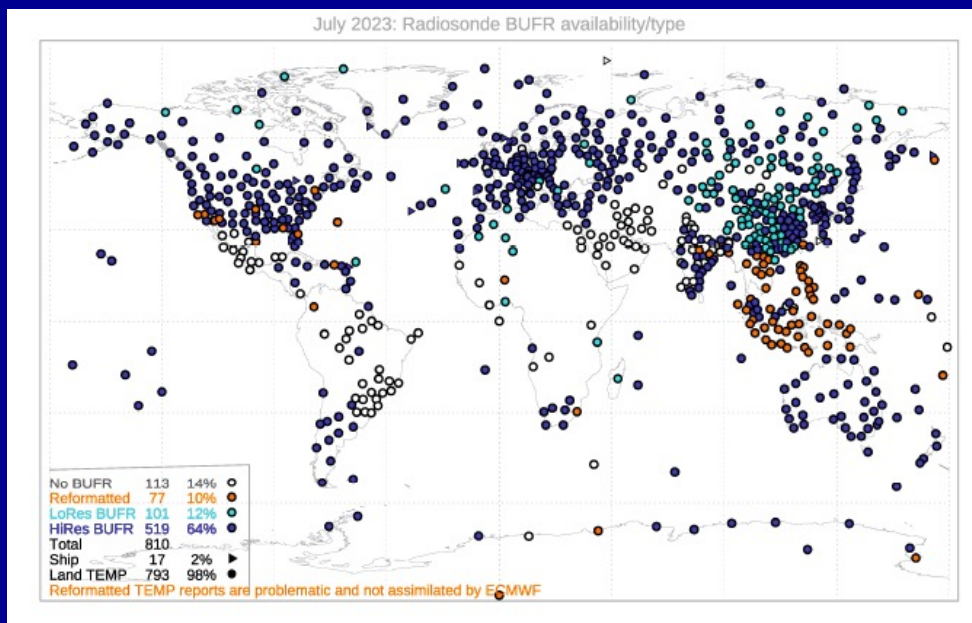 July 2023: Radiosonde BUFR availability/type
No BUFR 113 14%
Reformatted 77 10%
LoRes BUFR 101 12%
HiRes BUFR 519 64%
Total 810
Ship 17 2%
Land TEMP 793 98%
Reformatted TEMP reports are problematic and not assimilated by ECMWF